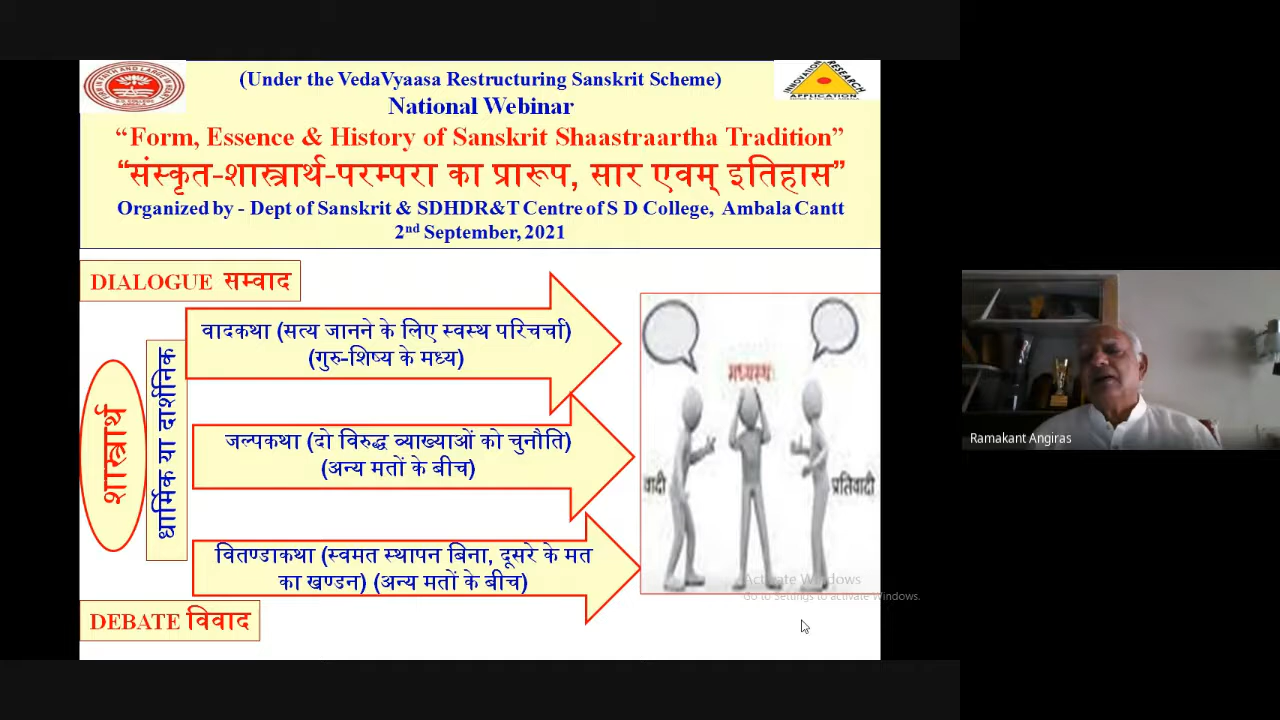 (Under the VedaVyaasa Restructuring Sanskrit Scheme)
National Webinar
“Form, Essence & History of Sanskrit Shaastraartha Tradition”
“संस्कृत-शास्त्रार्थ-परम्परा का प्रारूप, सार एवम् इतिहास”
Organized by - Dept of Sanskrit & SDHDR&T Centre of S D College, Ambala Cantt
2nd September, 2021
INNOVATION
RESEARCH
APPLICATION
DIALOGUE सम्वाद
शास्त्रार्थ
धार्मिक या दार्शनिक
वादकथा (सत्य जानने के लिए स्वस्थ परिचर्चा)
(गुरु-शिष्य के मध्य)
जल्पकथा (दो विरुद्ध व्याख्याओं को चुनौति)
(अन्य मतों के बीच)
वितण्डाकथा (स्वमत स्थापन बिना, दूसरे के मत
का खण्डन) (अन्य मतों के बीच)
DEBATE विवाद
मध्यस्थ
वादी
प्रतिवादी
Activate Windows
Go to Settings to activate Windows.
Ramakant Angiras